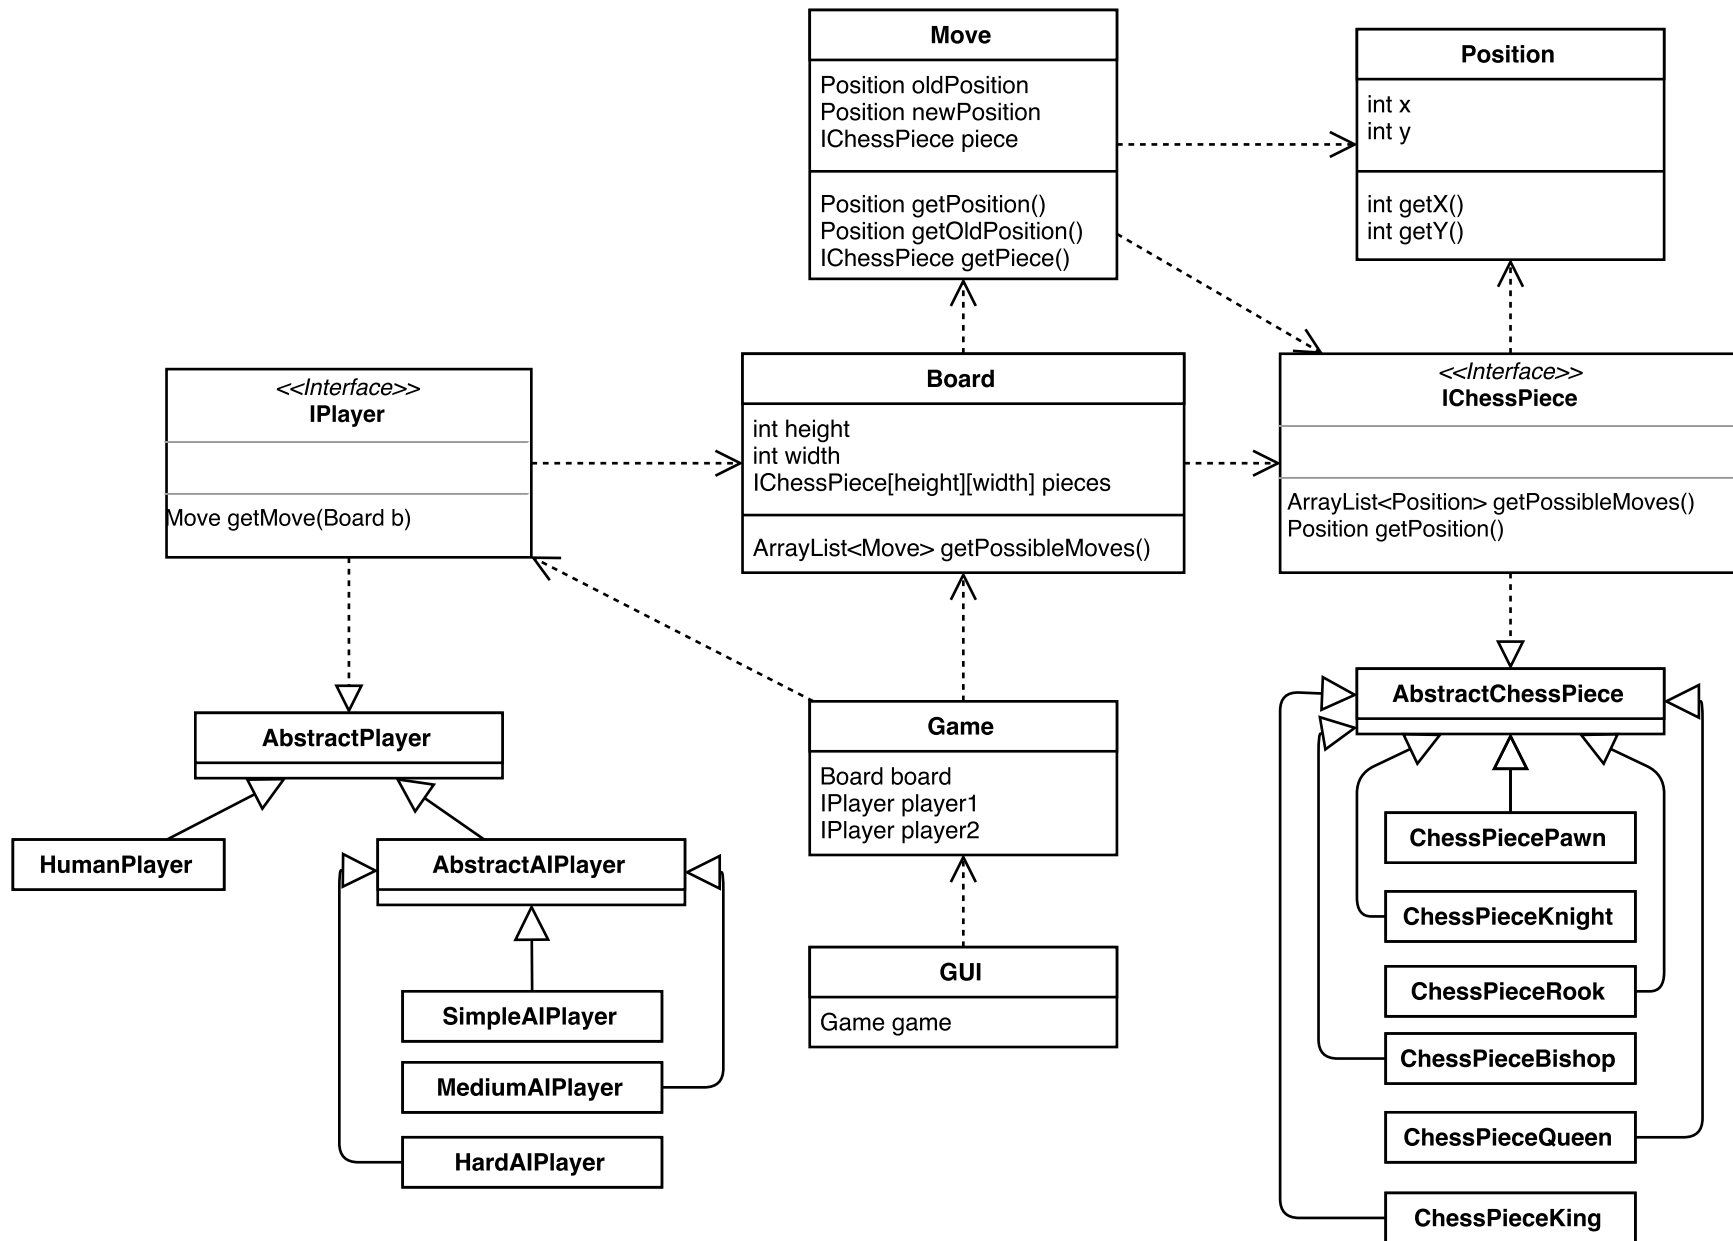 Move
Position oldPosition
Position newPosition
IChessPiece piece
Position getPosition()
Position getOldPosition()
IChessPiece getPiece()
Position
int x
int y
int getX()
int getY()
<<Interface>>
IPlayer
Move getMove(Board b)
Board
int height
int width
IChessPiece[height][width] pieces
ArrayList<Move> getPossibleMoves()
<<Interface>>
IChessPiece
ArrayList<Position> getPossibleMoves()
Position getPosition()
AbstractPlayer
HumanPlayer
AbstractAIPlayer
SimpleAIPlayer
MediumAIPlayer
HardAIPlayer
Game
Board board
IPlayer player1
IPlayer player2
GUI
Game game
AbstractChessPiece
ChessPiecePawn
ChessPieceKnight
ChessPieceRook
ChessPieceBishop
ChessPieceQueen
ChessPieceKing